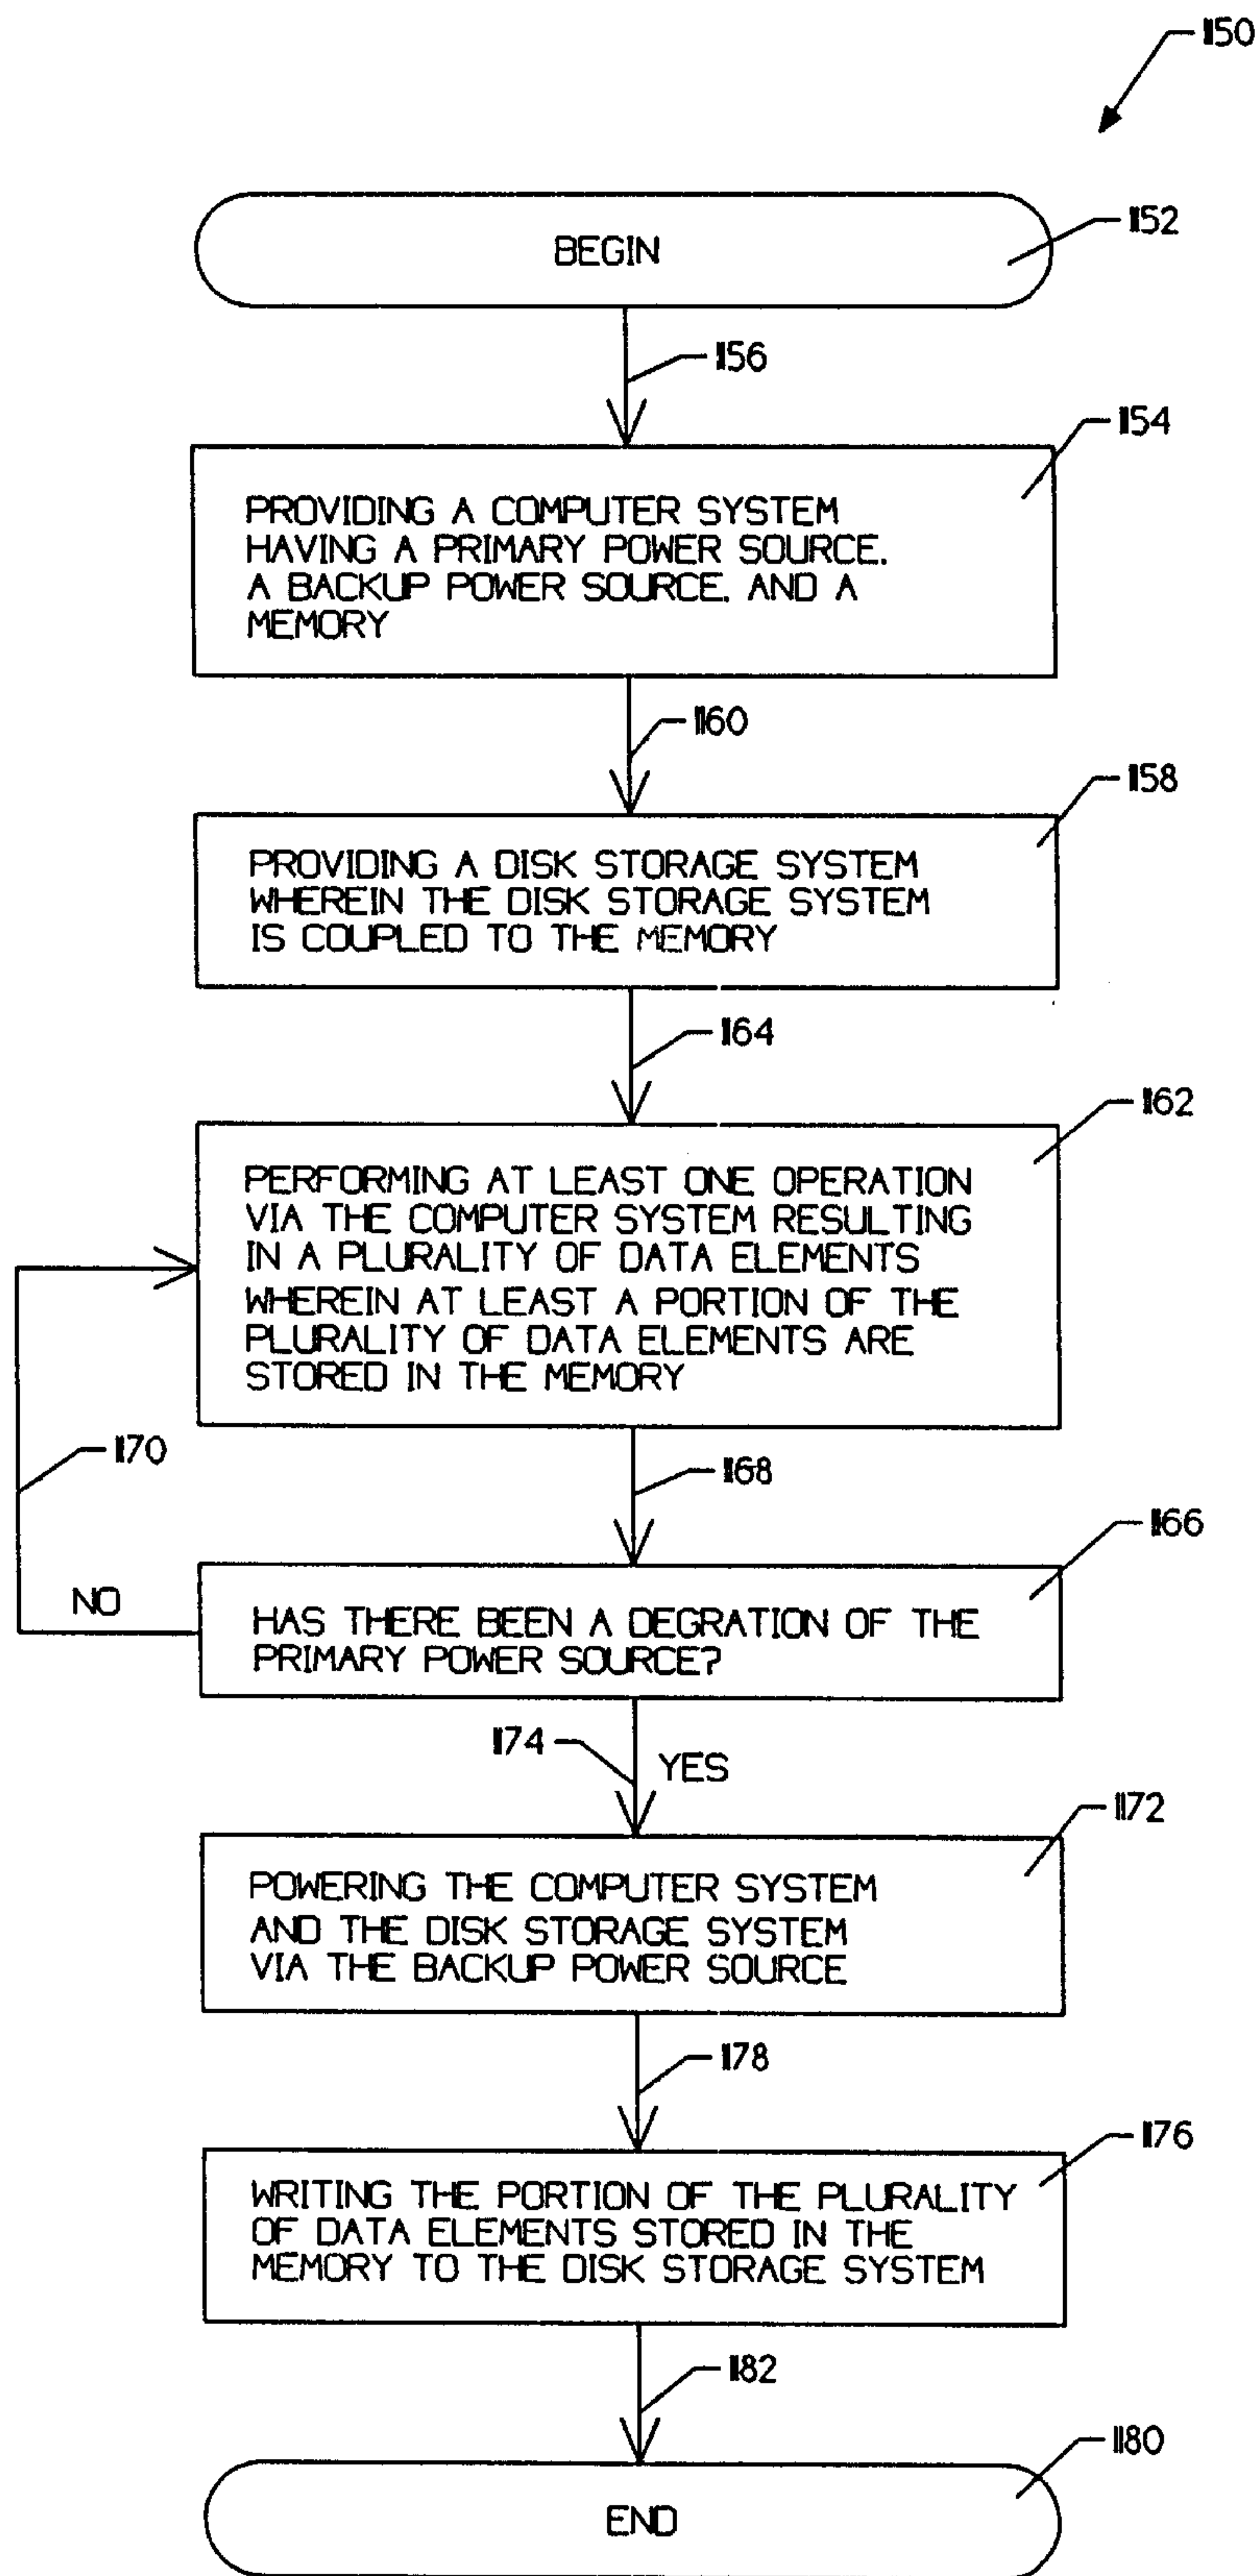 1150
BEGIN
1152
1156
1154
PROVIDING A COMPUTER SYSTEM
HAVING A PRIMARY POWER SOURCE,
A BACKUP POWER SOURCE, AND A
MEMORY
1160
1158
PROVIDING A DISK STORAGE SYSTEM
WHEREIN THE DISK STORAGE SYSTEM
IS COUPLED TO THE MEMORY
1164
1162
PERFORMING AT LEAST ONE OPERATION
VIA THE COMPUTER SYSTEM RESULTING
IN A PLURALITY OF DATA ELEMENTS
WHEREIN AT LEAST A PORTION OF THE
PLURALITY OF DATA ELEMENTS ARE
STORED IN THE MEMORY
1170
1168
1166
NO
HAS THERE BEEN A DEGRATION OF THE
PRIMARY POWER SOURCE?
1174
YES
1172
POWERING THE COMPUTER SYSTEM
AND THE DISK STORAGE SYSTEM
VIA THE BACKUP POWER SOURCE
1178
1176
WRITING THE PORTION OF THE PLURALITY
OF DATA ELEMENTS STORED IN THE
MEMORY TO THE DISK STORAGE SYSTEM
1182
1180
END